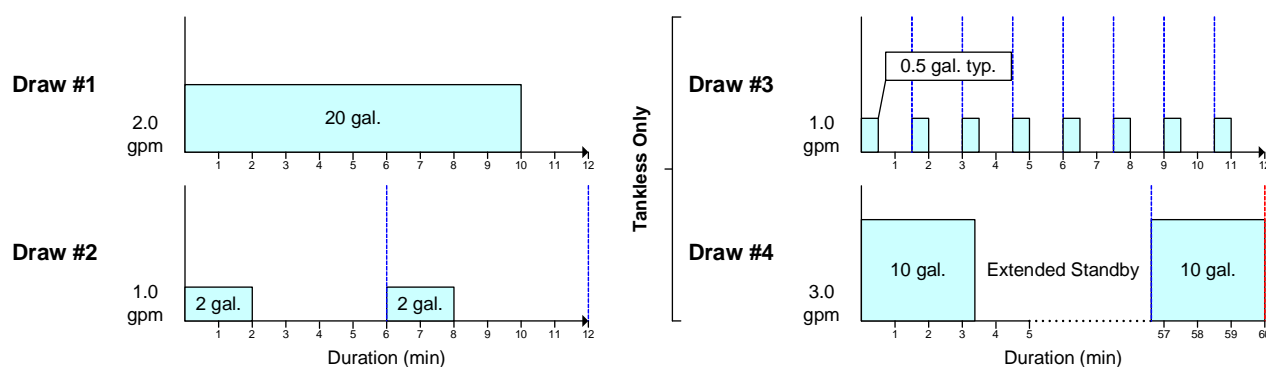 Draw #1
2.0
gpm
20 gal.
1 2 3 4 5 6 7 8 9 10 11 12
Draw #2
1.0
gpm
2 gal.
2 gal.
1 2 3 4 5 6 7 8 9 10 11 12
Duration (min)
Tankless Only
Draw #3
0.5 gal. typ.
1.0
gpm
1 2 3 4 5 6 7 8 9 10 11 12
Draw #4
10 gal.
Extended Standby
10 gal.
3.0
gpm
1 2 3 4 5 57 58 59 60
Duration (min)